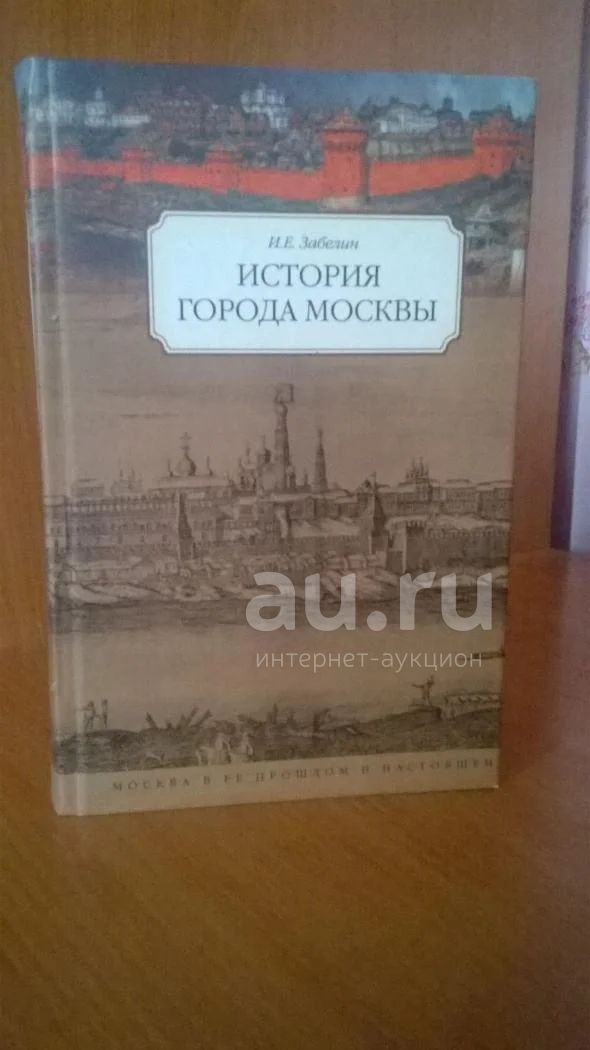 И.Е. Забелин
ИСТОРИЯ
ГОРОДА МОСКВЫ
au.ru
интернет-аукцион
МОСКВА В ЕЕ ПРОШЛОМ И НАСТОЯЩЕМ